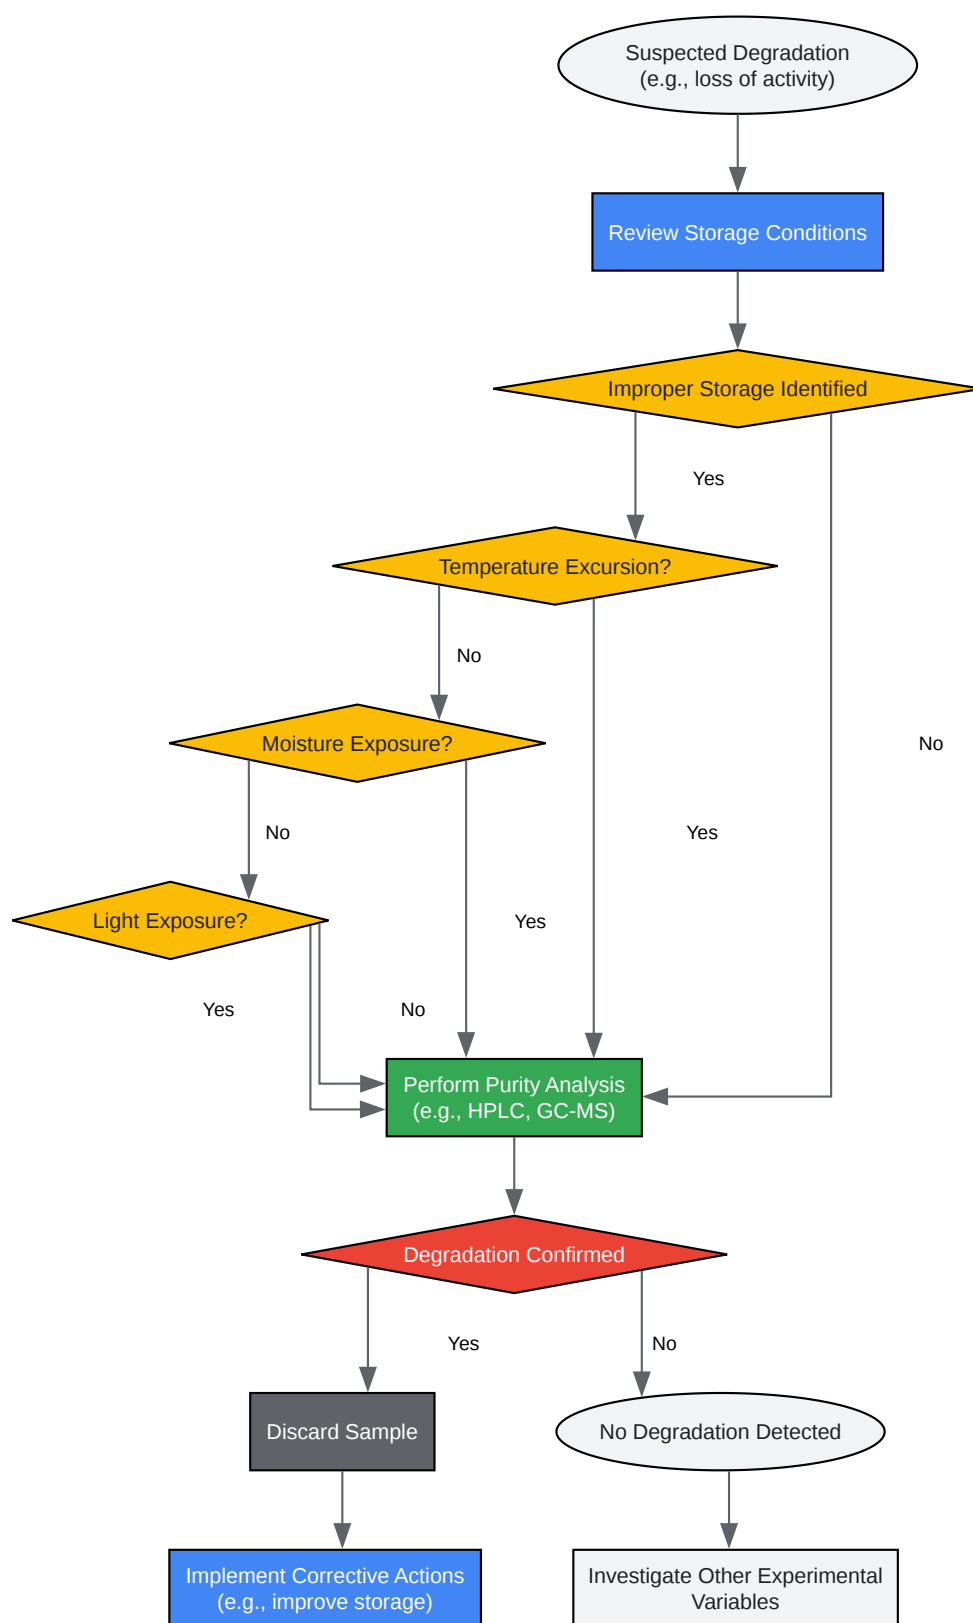 Suspected Degradation
(e.g., loss of activity)
Review Storage Conditions
Improper Storage Identified
Yes
Temperature Excursion?
No
Moisture Exposure?
No
No
Yes
Light Exposure?
Yes
Yes
No
Perform Purity Analysis
(e.g., HPLC, GC-MS)
Degradation Confirmed
Yes
No
Discard Sample
No Degradation Detected
Implement Corrective Actions
(e.g., improve storage)
Investigate Other Experimental
Variables